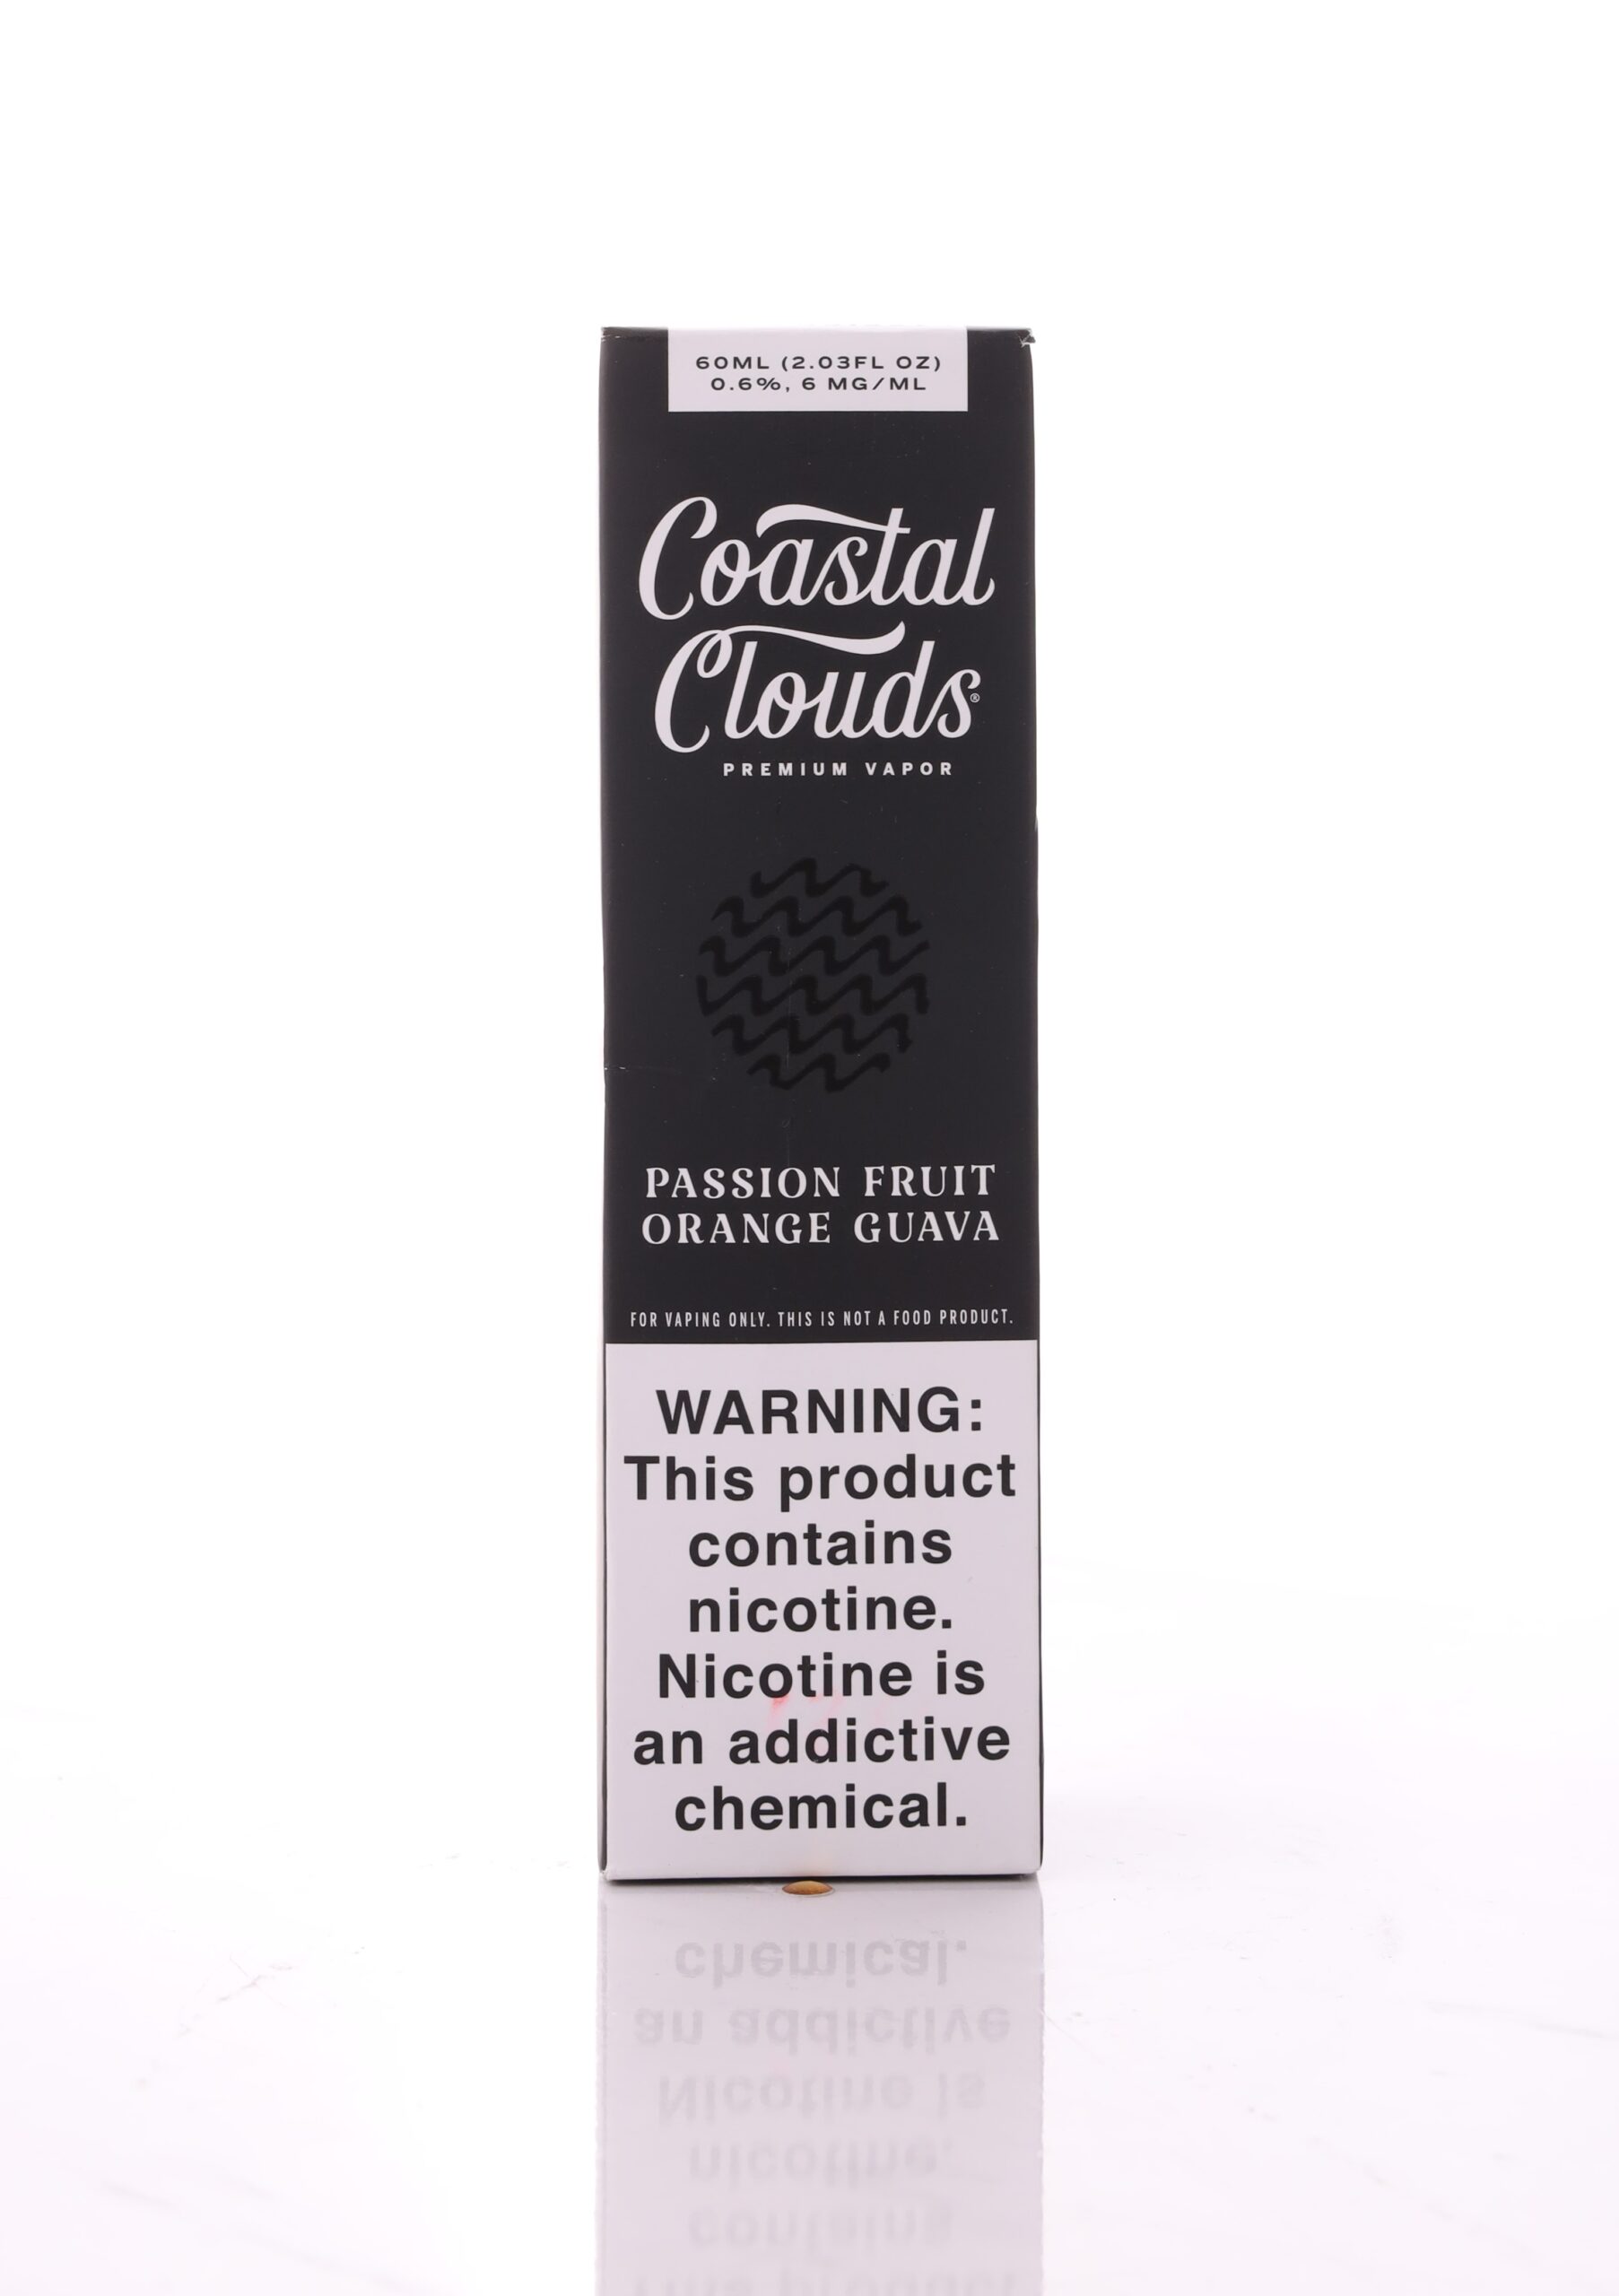 60ML (2.03FL OZ)
0.6%, 6 MG/ML
Coastal
Clouds®
PREMIUM VAPOR
PASSION FRUIT
ORANGE GUAVA
FOR VAPING ONLY. THIS IS NOT A FOOD PRODUCT.
WARNING:
This product
contains
nicotine.
Nicotine is
an addictive
chemical.